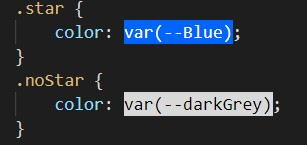 .star {
    color: var(--Blue);
}
.noStar {
    color: var(--darkGrey);
}